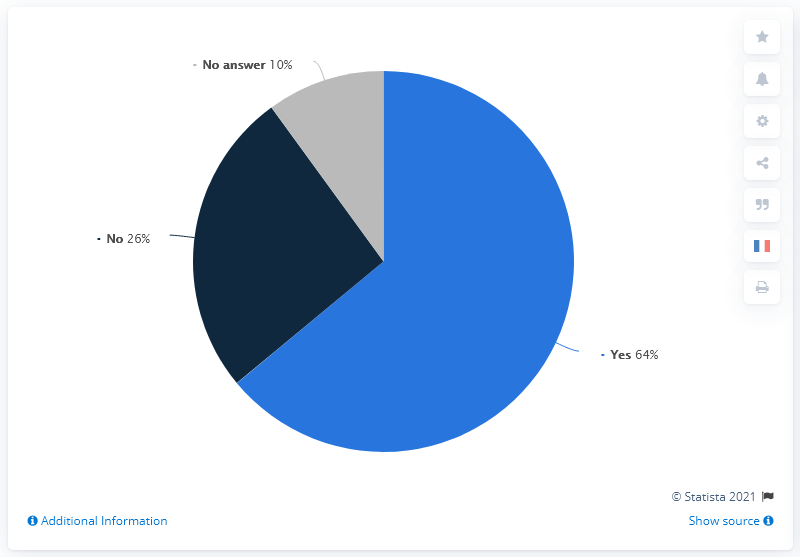 No answer 10%
No 26%
Yes 64%
© Statista 2021
Additional Information
Show source